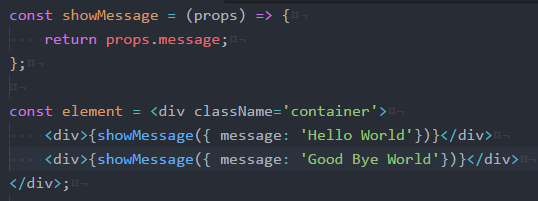 const showMessage = (props) => {
    return props.message;
};

const element = <div className='container'>
    <div>{showMessage({ message: 'Hello World'})}</div>
    <div>{showMessage({ message: 'Good Bye World'})}</div>
</div>;